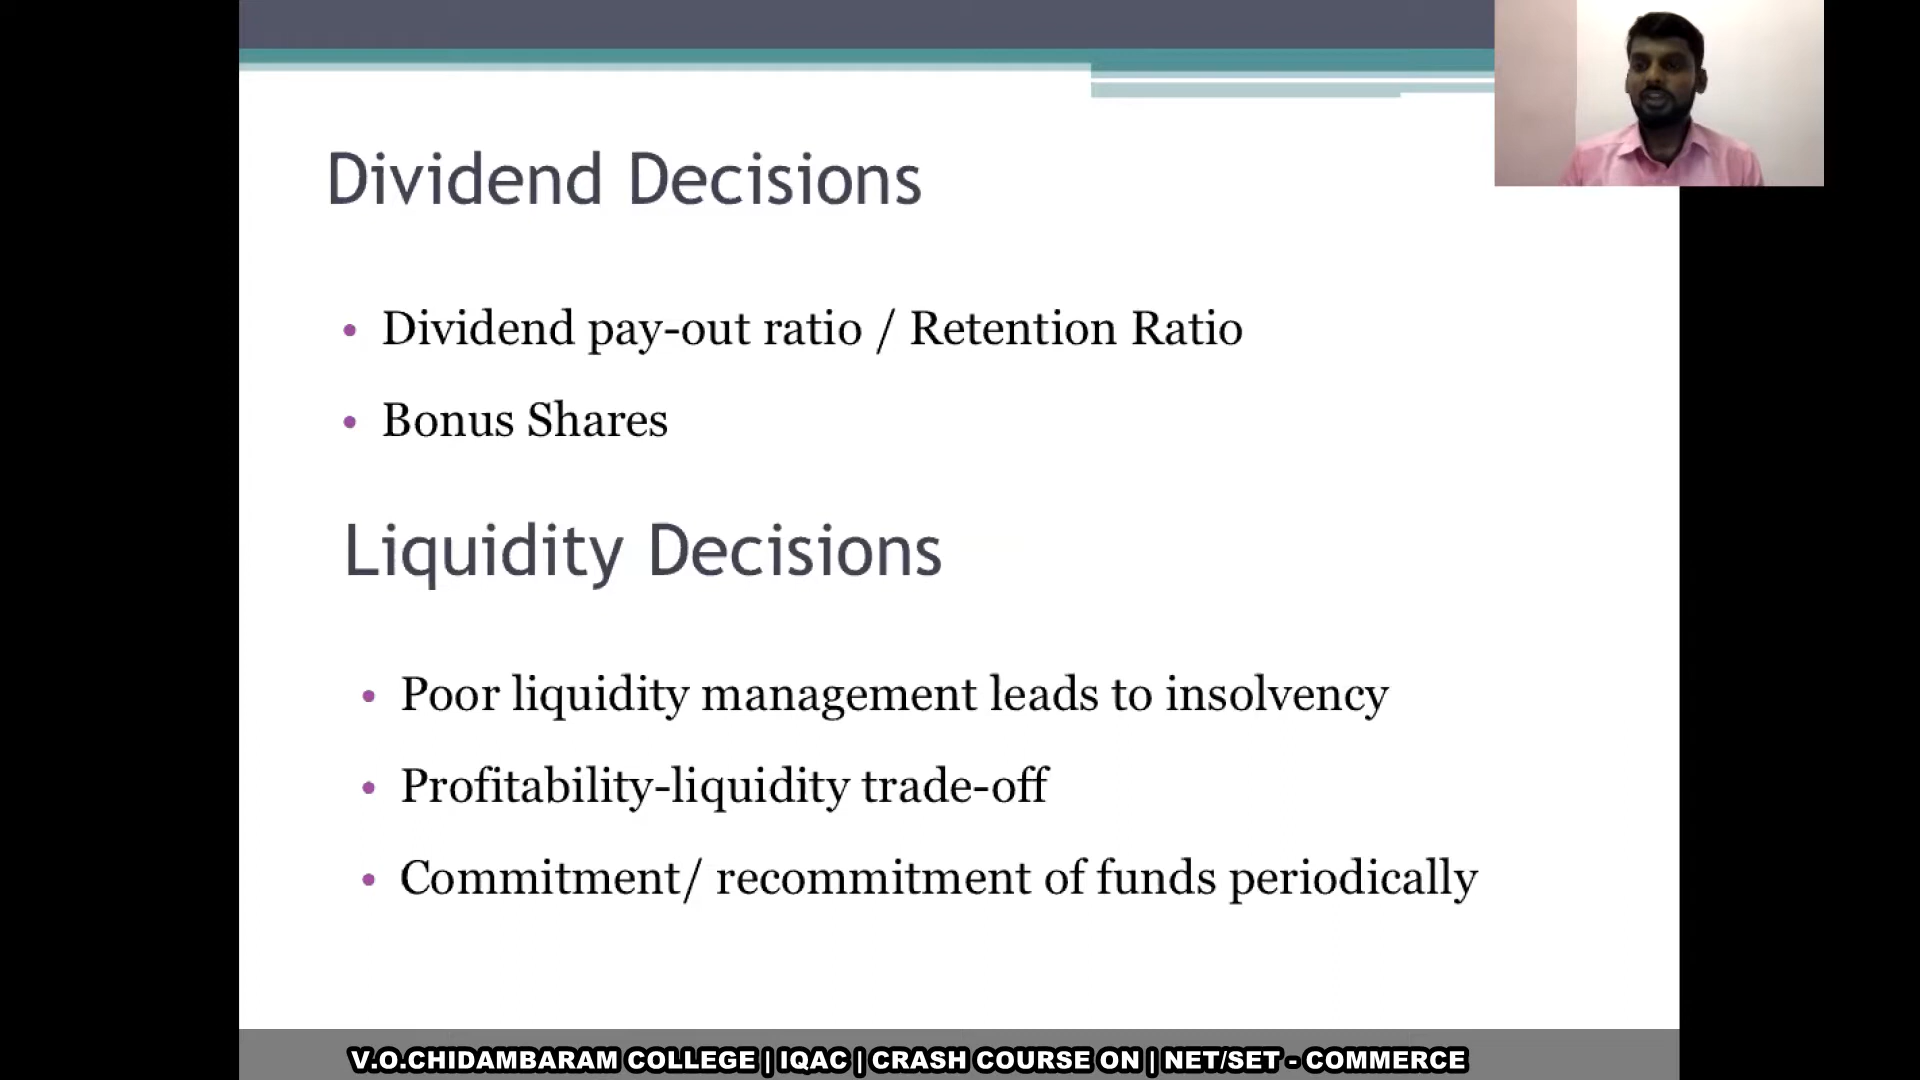 Dividend Decisions
• Dividend pay-out ratio / Retention Ratio
• Bonus Shares
Liquidity Decisions
• Poor liquidity management leads to insolvency
• Profitability-liquidity trade-off
• Commitment/ recommitment of funds periodically
V.O.CHIDAMBARAM COLLEGE | IQAC | CRASH COURSE ON | NET/SET - COMMERCE